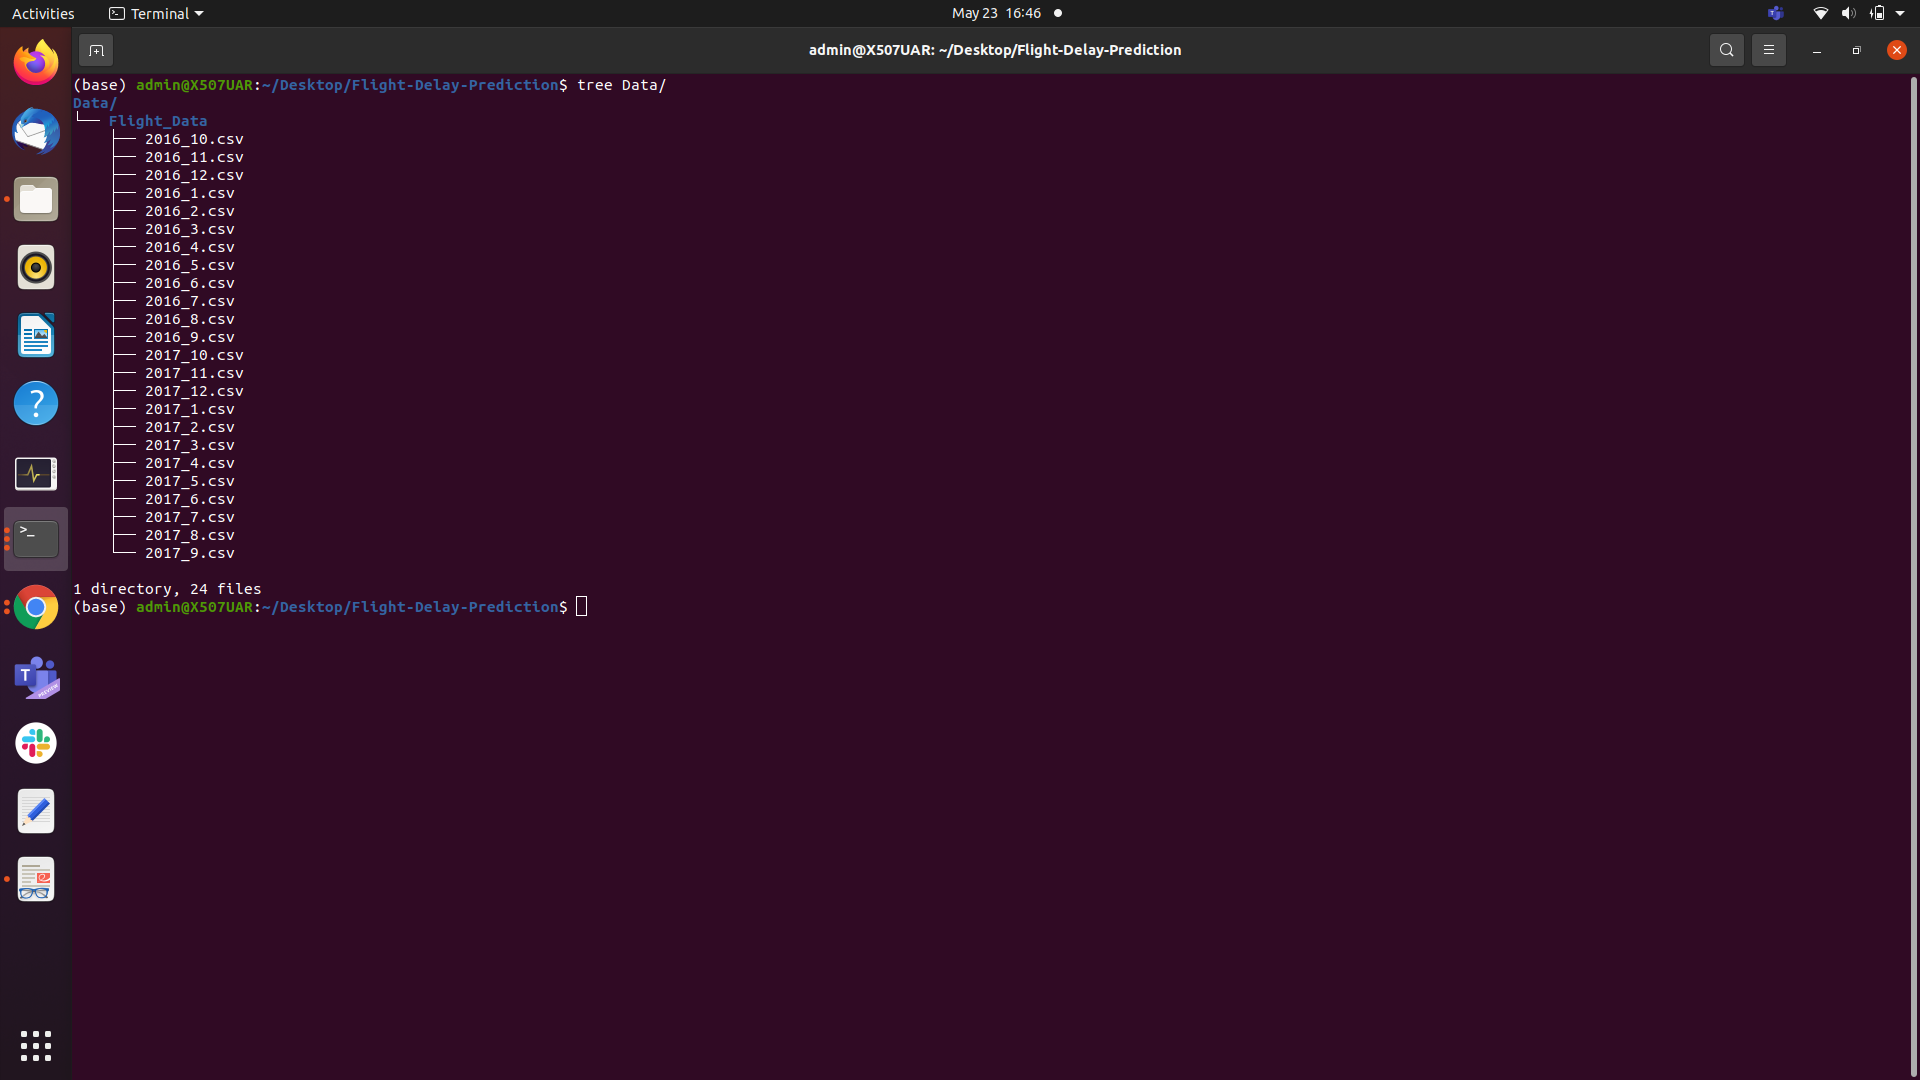 Activities Terminal May 23 16:46
admin@X507UAR: ~/Desktop/Flight-Delay-Prediction
(base) admin@X507UAR:~/Desktop/Flight-Delay-Prediction$ tree Data/
Data/
└── Flight_Data
    ├── 2016_10.csv
    ├── 2016_11.csv
    ├── 2016_12.csv
    ├── 2016_1.csv
    ├── 2016_2.csv
    ├── 2016_3.csv
    ├── 2016_4.csv
    ├── 2016_5.csv
    ├── 2016_6.csv
    ├── 2016_7.csv
    ├── 2016_8.csv
    ├── 2016_9.csv
    ├── 2017_10.csv
    ├── 2017_11.csv
    ├── 2017_12.csv
    ├── 2017_1.csv
    ├── 2017_2.csv
    ├── 2017_3.csv
    ├── 2017_4.csv
    ├── 2017_5.csv
    ├── 2017_6.csv
    ├── 2017_7.csv
    ├── 2017_8.csv
    └── 2017_9.csv
1 directory, 24 files
(base) admin@X507UAR:~/Desktop/Flight-Delay-Prediction$